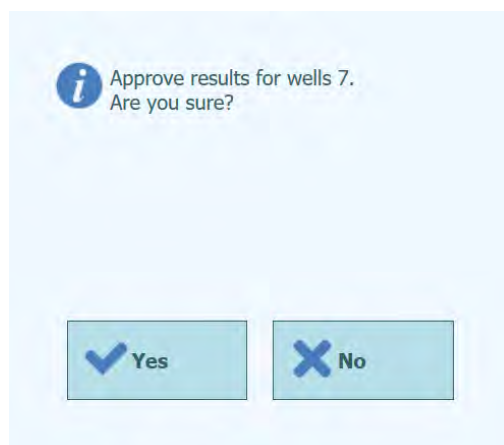 Approve results for wells 7.
Are you sure?
Yes
No